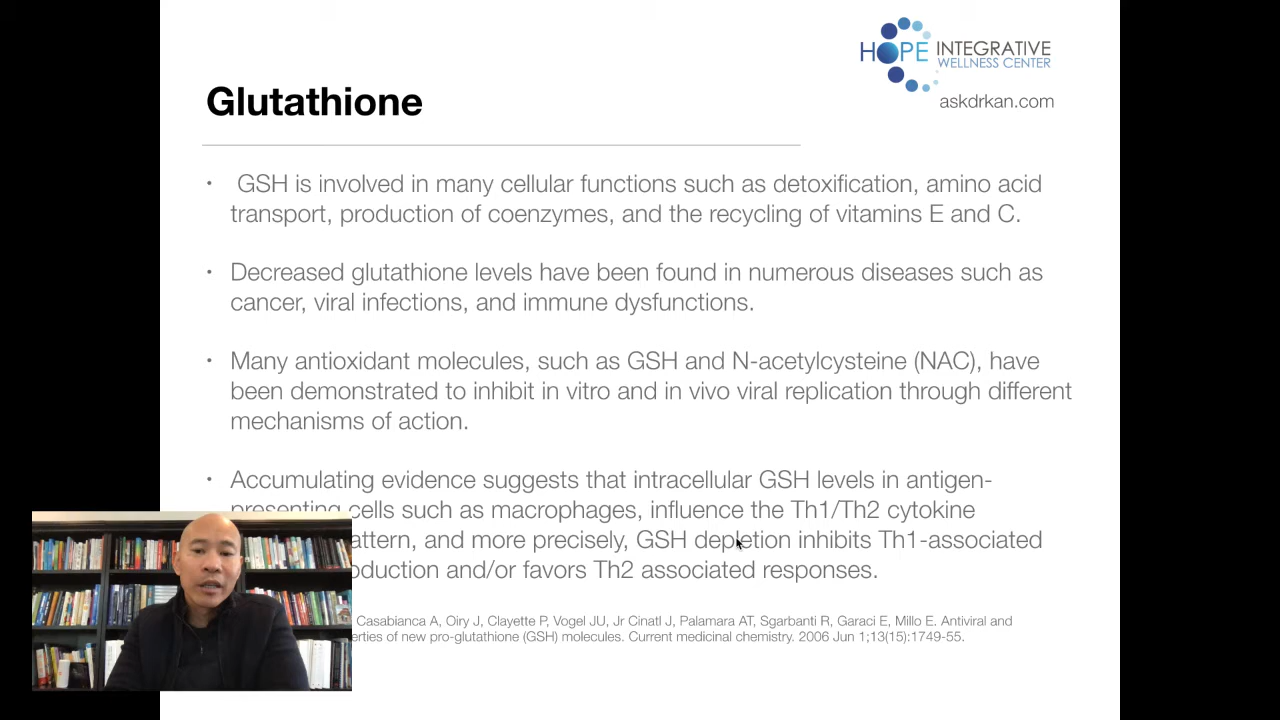 HOPE INTEGRATIVE
WELLNESS CENTER
askdrkan.com
Glutathione
• GSH is involved in many cellular functions such as detoxification, amino acid
transport, production of coenzymes, and the recycling of vitamins E and C.
• Decreased glutathione levels have been found in numerous diseases such as
cancer, viral infections, and immune dysfunctions.
• Many antioxidant molecules, such as GSH and N-acetylcysteine (NAC), have
been demonstrated to inhibit in vitro and in vivo viral replication through different
mechanisms of action.
• Accumulating evidence suggests that intracellular GSH levels in antigen-
presenting cells such as macrophages, influence the Th1/Th2 cytokine
attern, and more precisely, GSH depletion inhibits Th1-associated
oduction and/or favors Th2 associated responses.
Casabianca A, Oiry J, Clayette P, Vogel JU, Jr Cinatl J, Palamara AT, Sgarbanti R, Garaci E, Millo E. Antiviral and
erties of new pro-glutathione (GSH) molecules. Current medicinal chemistry. 2006 Jun 1;13(15):1749-55.